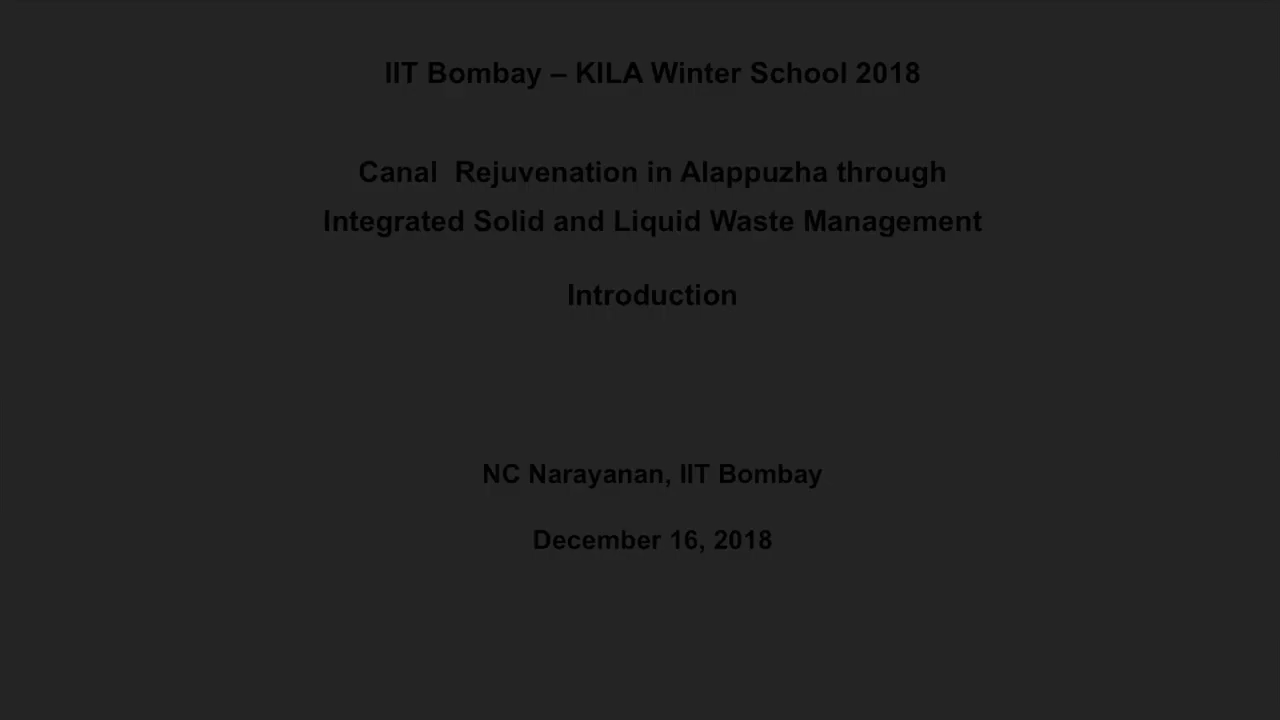 IIT Bombay – KILA Winter School 2018
Canal  Rejuvenation in Alappuzha through
Integrated Solid and Liquid Waste Management
Introduction
NC Narayanan, IIT Bombay
December 16, 2018